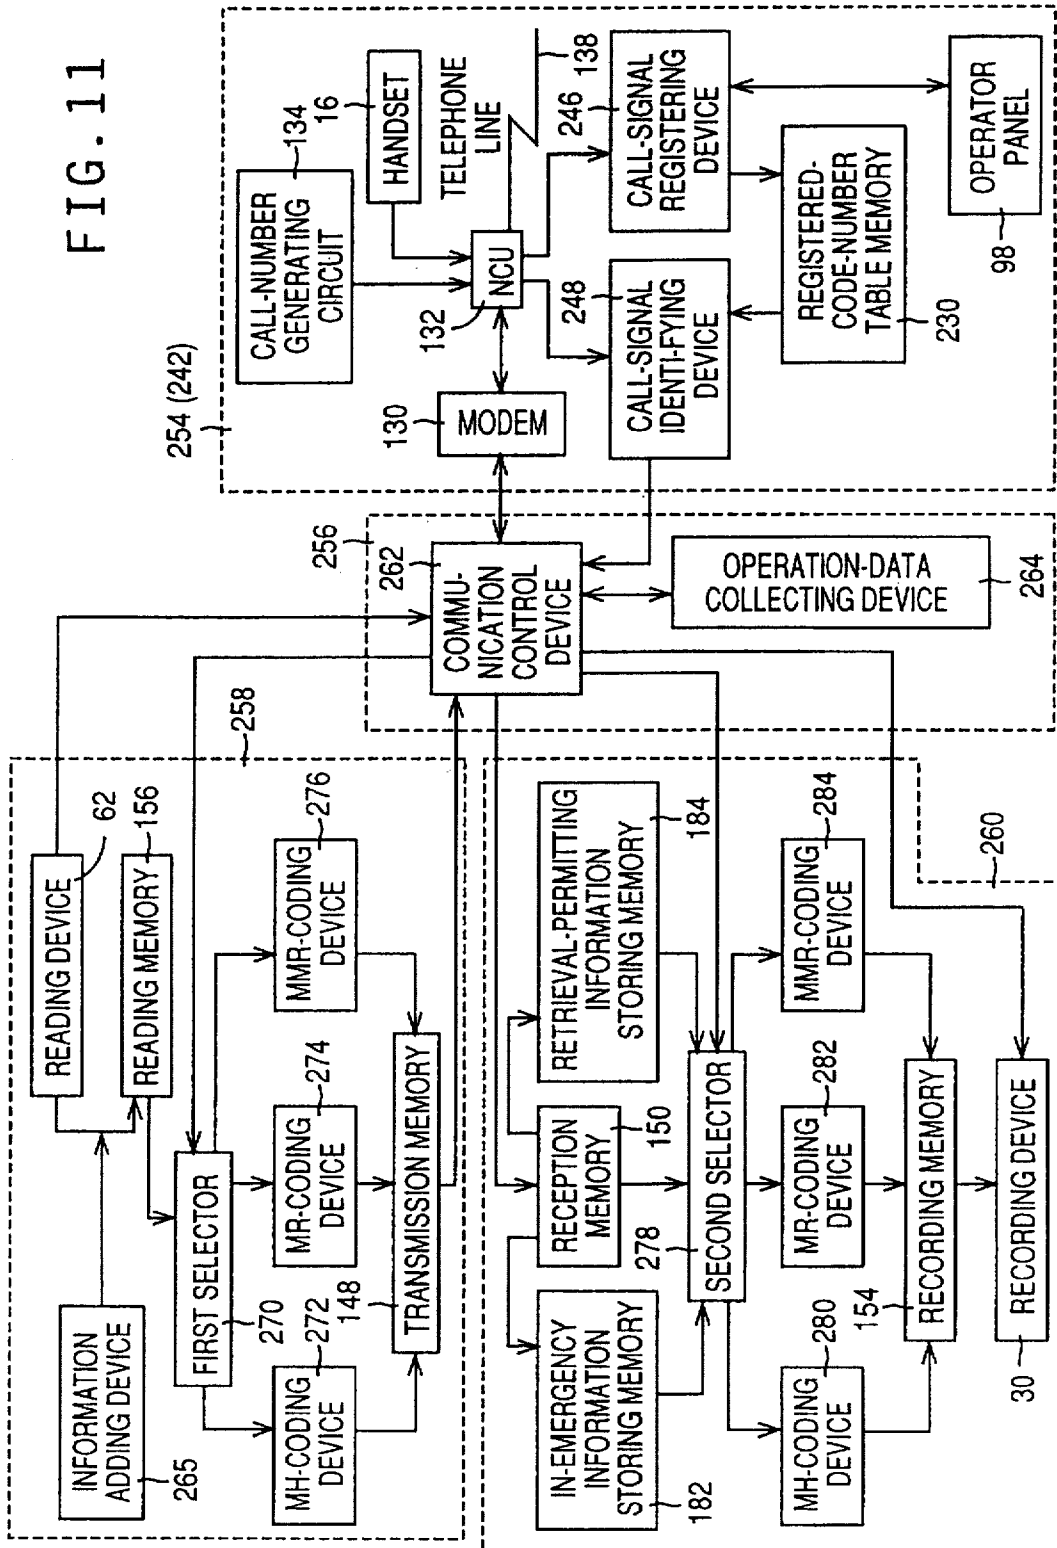 FIG.11
254 (242)
CALL-NUMBER
GENERATING
CIRCUIT
134
16
HANDSET
TELEPHONE
LINE
138
NCU
132
MODEM
130
246
CALL-SIGNAL
REGISTERING
DEVICE
248
CALL-SIGNAL
IDENTI-FYING
DEVICE
REGISTERED-
CODE-NUMBER
TABLE MEMORY
230
OPERATOR
PANEL
98
256
262
COMMU-
NICATION
CONTROL
DEVICE
OPERATION-DATA
COLLECTING DEVICE
264
258
READING DEVICE
62
READING MEMORY
156
INFORMATION
ADDING DEVICE
265
FIRST SELECTOR
270
MH-CODING
DEVICE
272
MR-CODING
DEVICE
274
MMR-CODING
DEVICE
276
148
TRANSMISSION MEMORY
260
IN-EMERGENCY
INFORMATION
STORING MEMORY
182
RECEPTION
MEMORY
150
RETRIEVAL-PERMITTING
INFORMATION
STORING MEMORY
184
278
SECOND SELECTOR
MH-CODING
DEVICE
280
MR-CODING
DEVICE
282
MMR-CODING
DEVICE
284
154
RECORDING MEMORY
RECORDING DEVICE
30